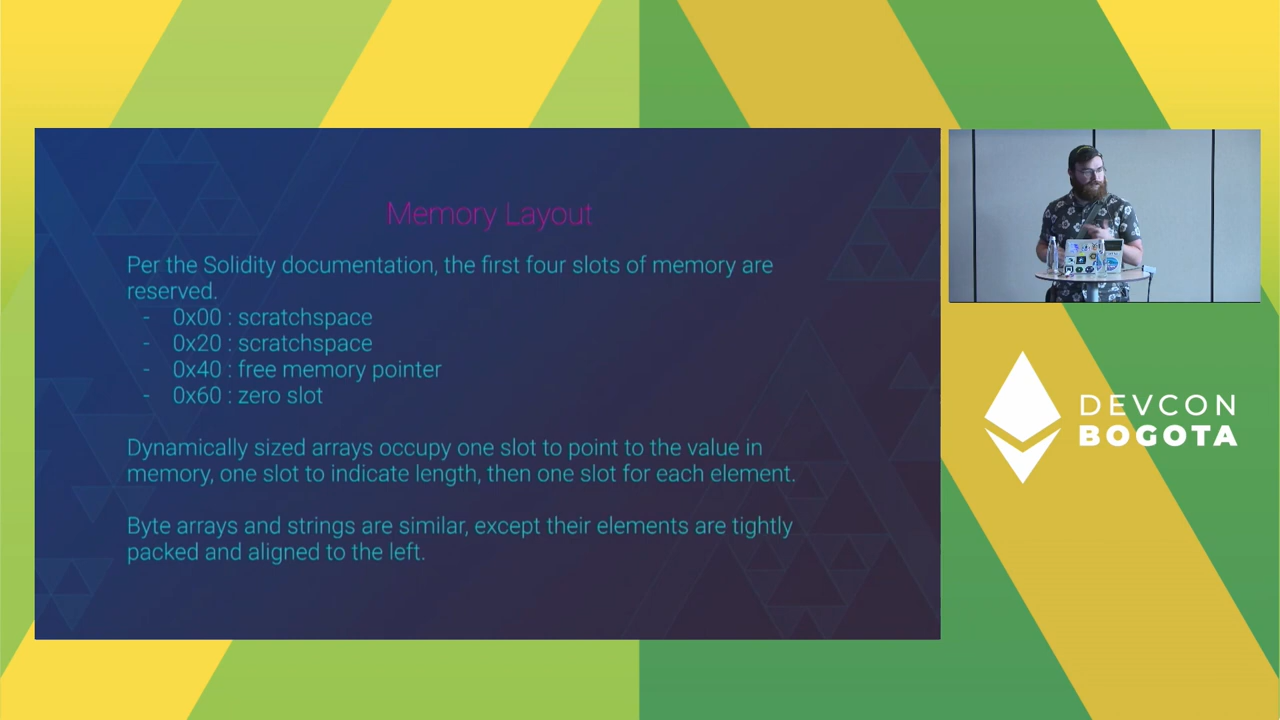 Memory Layout
Per the Solidity documentation, the first four slots of memory are
reserved.
- 0x00 : scratchspace
- 0x20 : scratchspace
- 0x40 : free memory pointer
- 0x60 : zero slot
Dynamically sized arrays occupy one slot to point to the value in
memory, one slot to indicate length, then one slot for each element.
Byte arrays and strings are similar, except their elements are tightly
packed and aligned to the left.
DEVCON
BOGOTA